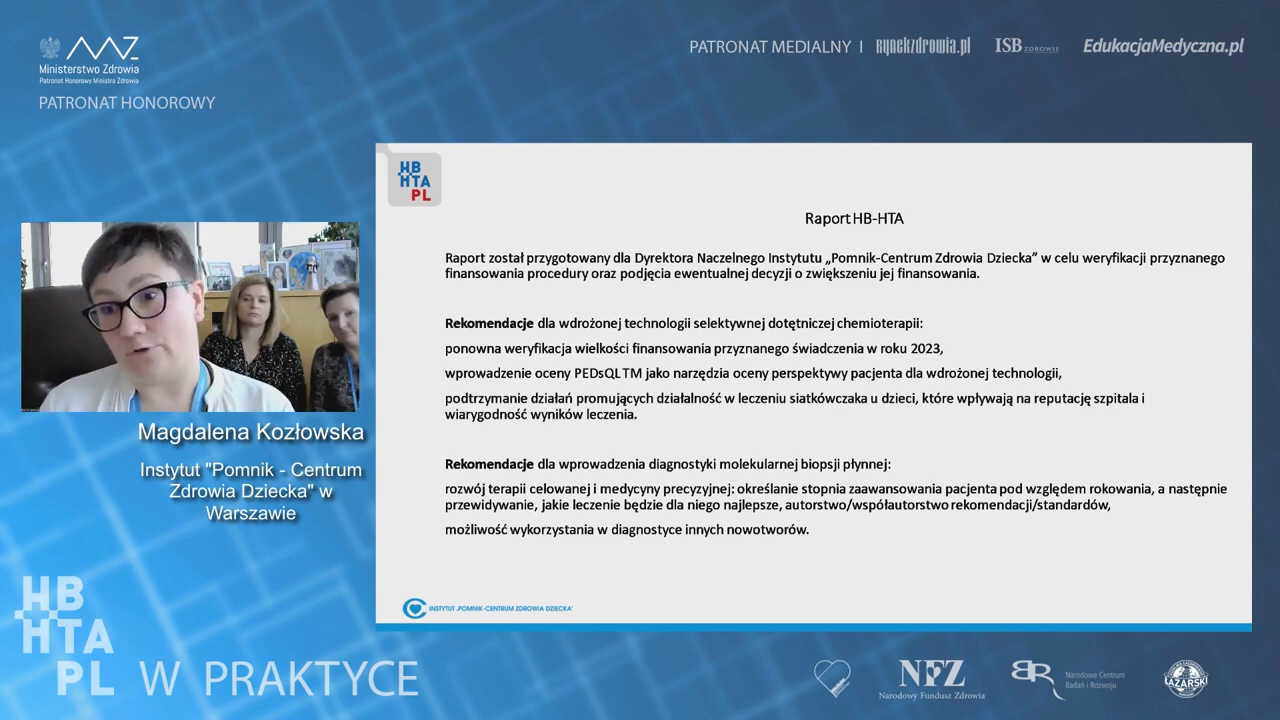 Ministerstwo Zdrowia
Patronat Honorowy Ministra Zdrowia
PATRONAT HONOROWY
PATRONAT MEDIALNY I rynekzdrowia.pl ISB ZDROWIE EdukacjaMedyczna.pl
HB
HTA
PL
Raport HB-HTA
Raport został przygotowany dla Dyrektora Naczelnego Instytutu „Pomnik-Centrum Zdrowia Dziecka” w celu weryfikacji przyznanego
finansowania procedury oraz podjęcia ewentualnej decyzji o zwiększeniu jej finansowania.
Rekomendacje dla wdrożonej technologii selektywnej dotętniczej chemioterapii:
ponowna weryfikacja wielkości finansowania przyznanego świadczenia w roku 2023,
wprowadzenie oceny PEDsQLTM jako narzędzia oceny perspektywy pacjenta dla wdrożonej technologii,
podtrzymanie działań promujących działalność w leczeniu siatkówczaka u dzieci, które wpływają na reputację szpitala i
wiarygodność wyników leczenia.
Rekomendacje dla wprowadzenia diagnostyki molekularnej biopsji płynnej:
rozwój terapii celowanej i medycyny precyzyjnej: określanie stopnia zaawansowania pacjenta pod względem rokowania, a następnie
przewidywanie, jakie leczenie będzie dla niego najlepsze, autorstwo/współautorstwo rekomendacji/standardów,
możliwość wykorzystania w diagnostyce innych nowotworów.
INSTYTUT „POMNIK-CENTRUM ZDROWIA DZIECKA”
Magdalena Kozłowska
Instytut "Pomnik - Centrum
Zdrowia Dziecka" w
Warszawie
HB
HTA
PL W PRAKTYCE
NFZ
Narodowy Fundusz Zdrowia
Narodowe Centrum
Badań i Rozwoju
ŁAZARSKI